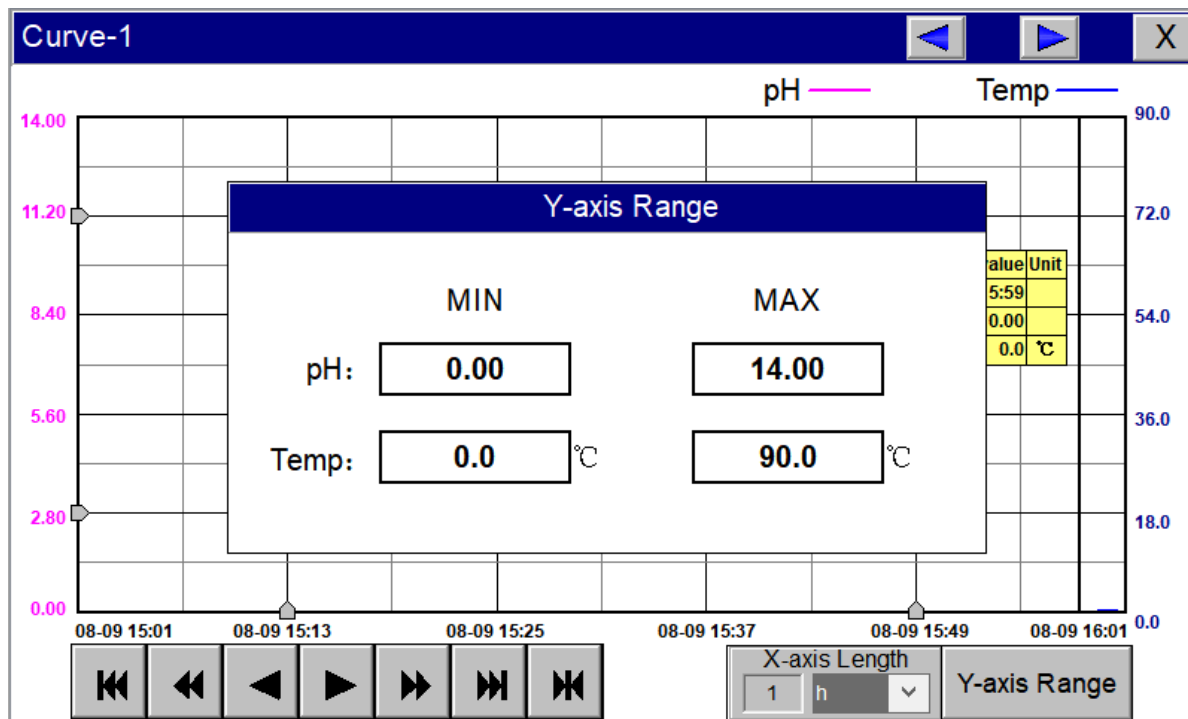 Curve-1 X
pH Temp
14.00 90.0
Y-axis Range
11.20 72.0
Unit
MIN MAX
5:59
8.40 0.00 54.0
pH: 0.00 14.00 0.0 ℃
5.60 36.0
Temp: 0.0 ℃ 90.0 ℃
2.80 18.0
0.00 0.0
08-09 15:01 08-09 15:13 08-09 15:25 08-09 15:37 08-09 15:49 08-09 16:01
X-axis Length
1 h Y-axis Range